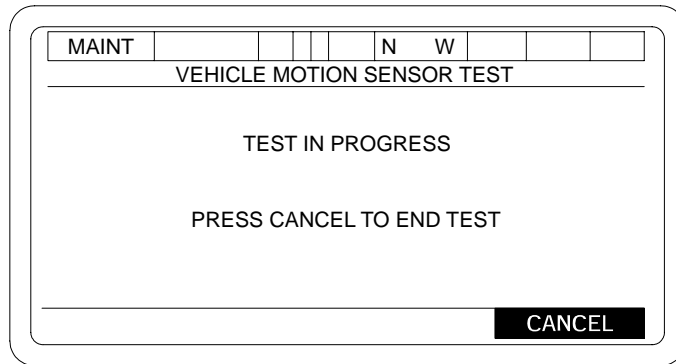 MAINT N W
VEHICLE MOTION SENSOR TEST
TEST IN PROGRESS
PRESS CANCEL TO END TEST
CANCEL